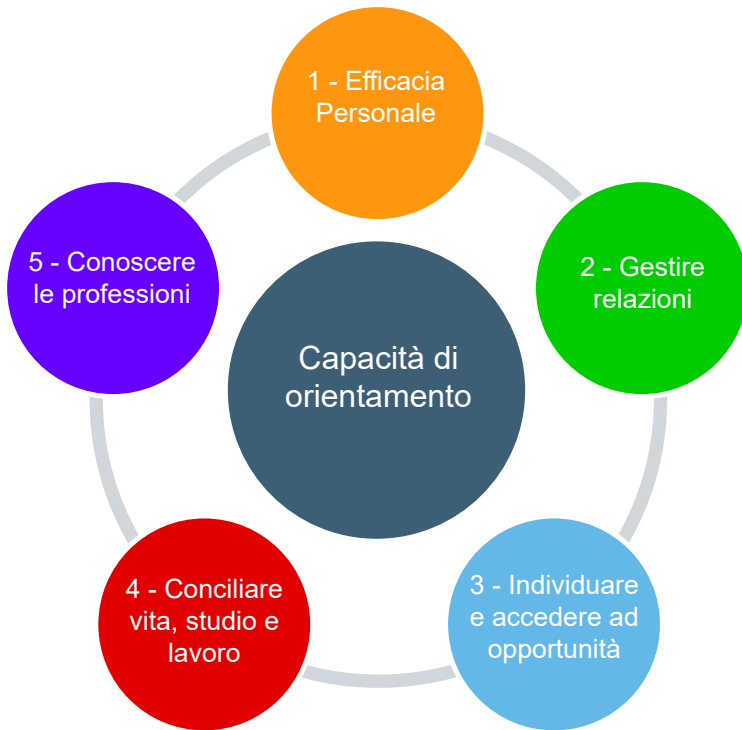 1 - Efficacia
Personale
2 - Gestire
relazioni
3 - Individuare
e accedere ad
opportunità
4 - Conciliare
vita, studio e
lavoro
5 - Conoscere
le professioni
Capacità di
orientamento